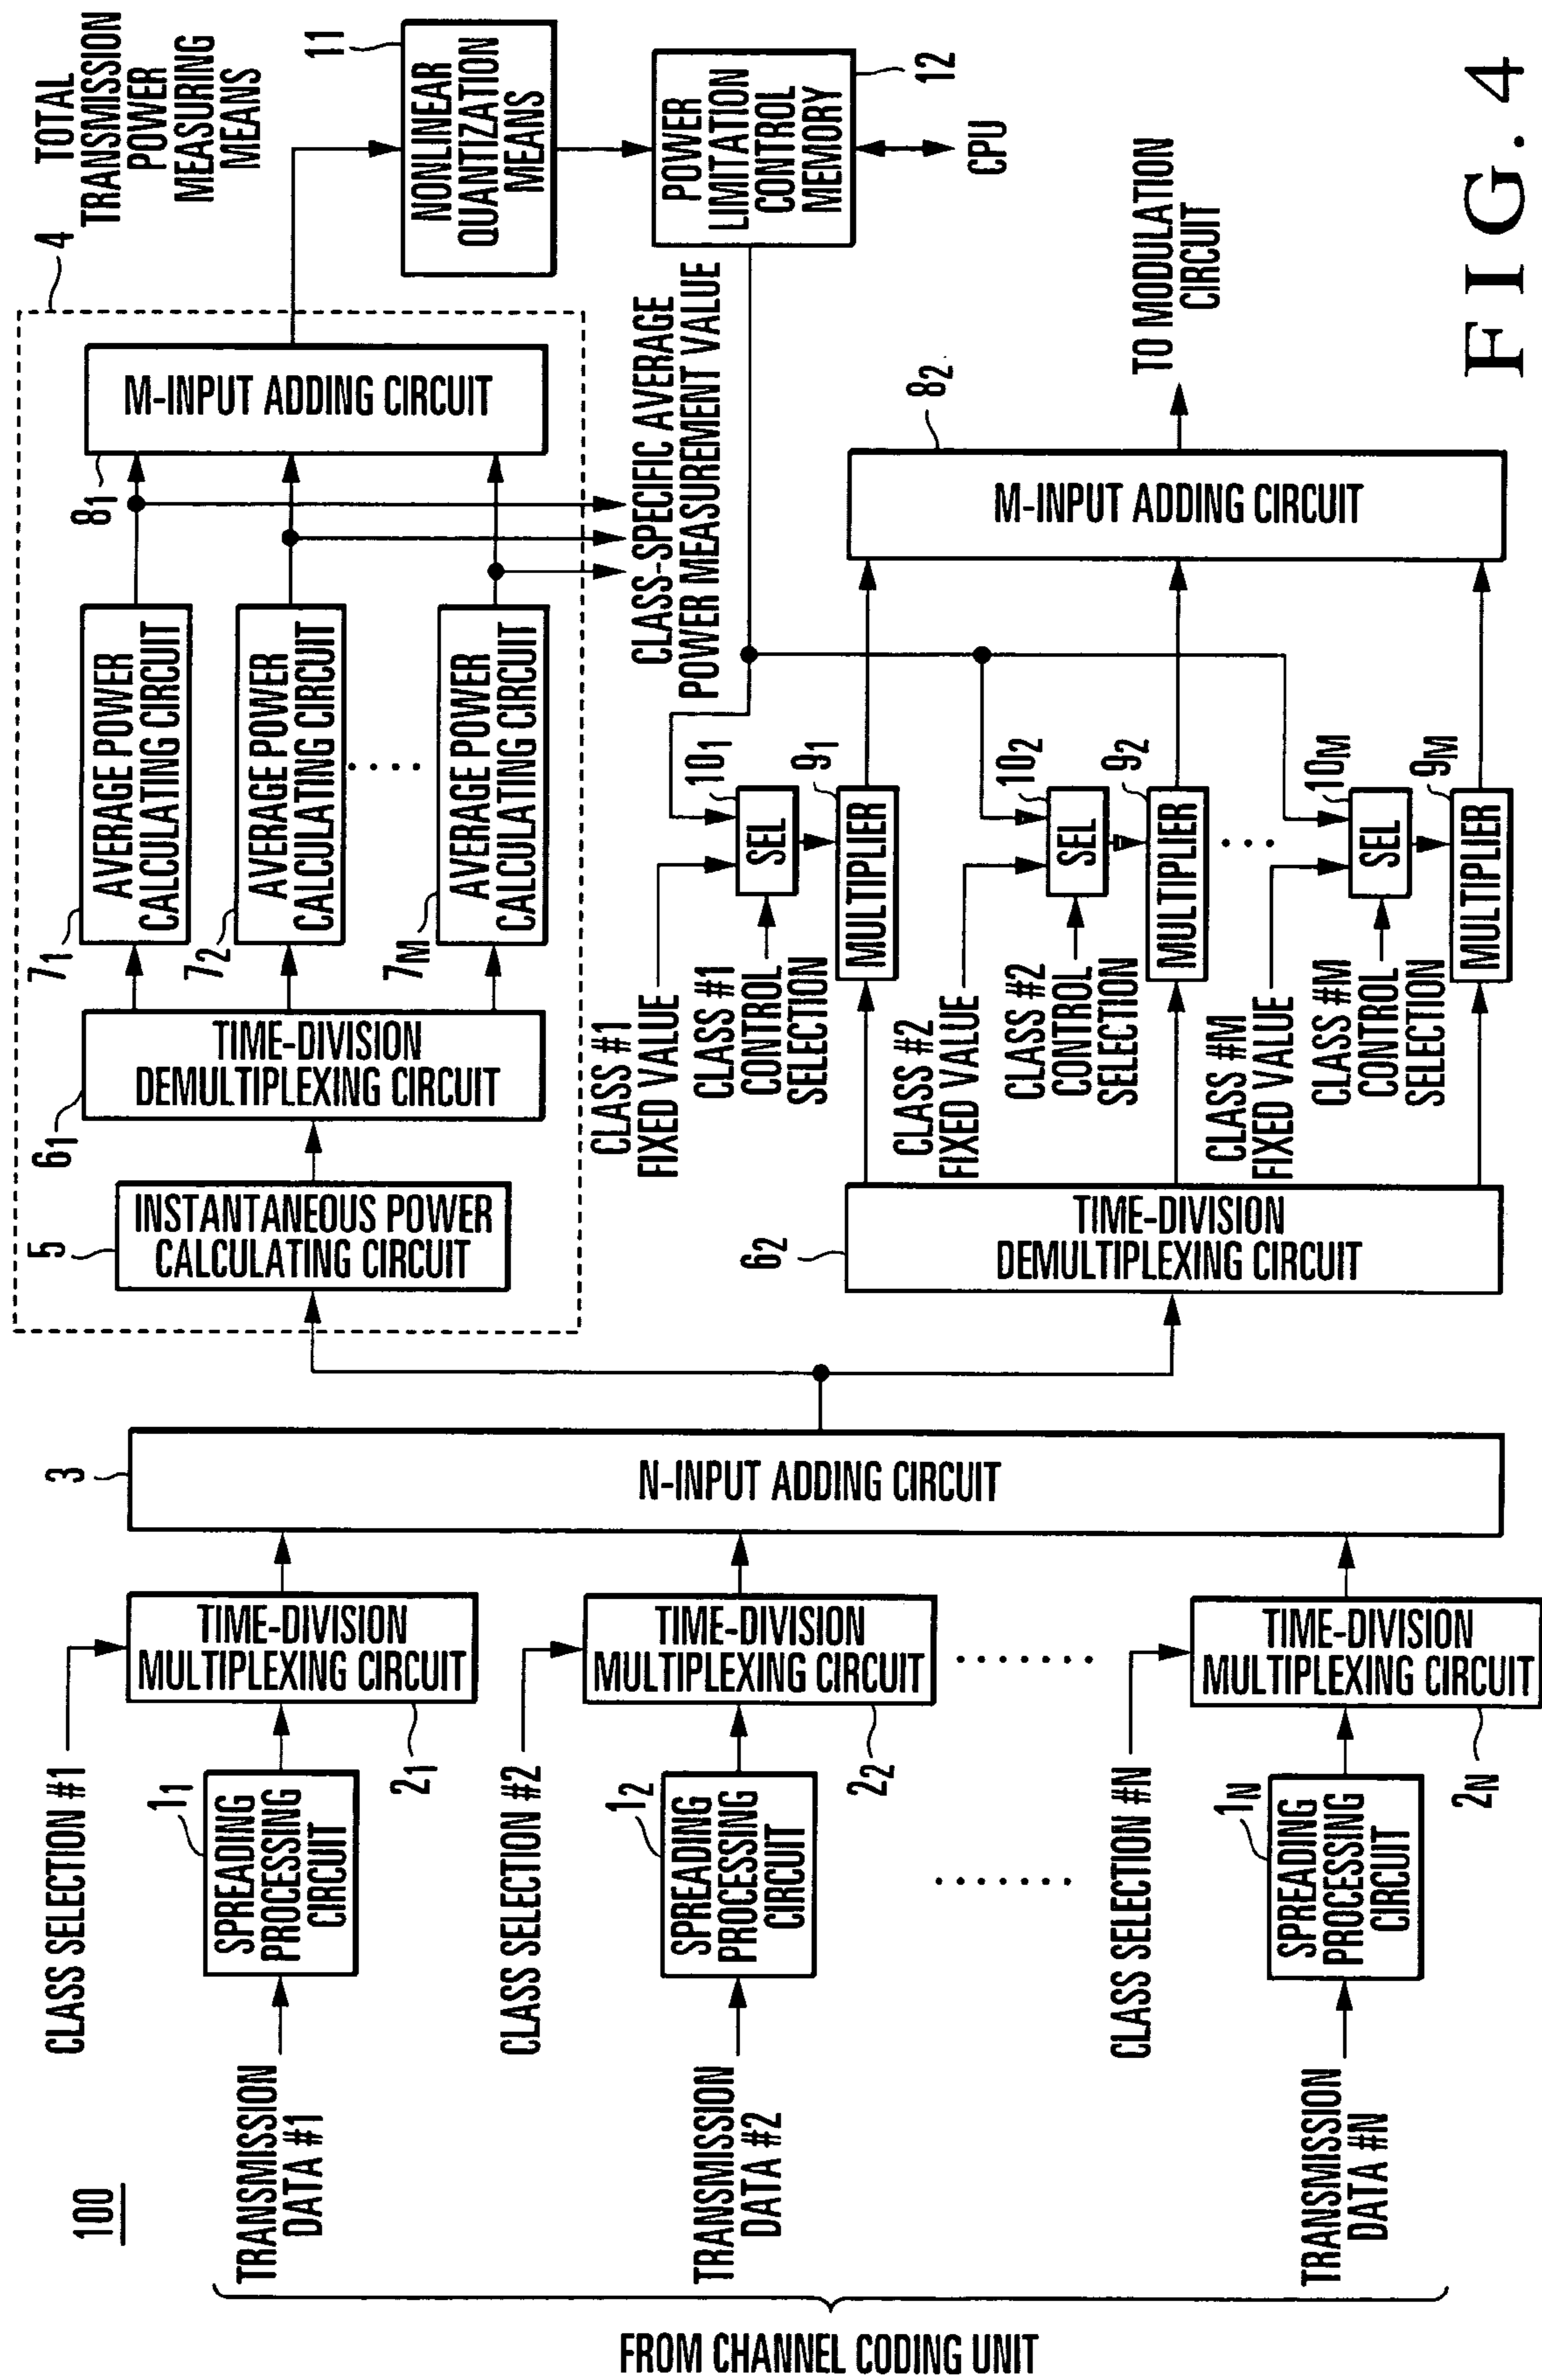 100
FROM CHANNEL CODING UNIT
TRANSMISSION
DATA #1
CLASS SELECTION #1
1₁
SPREADING
PROCESSING
CIRCUIT
TIME-DIVISION
MULTIPLEXING CIRCUIT
2₁
TRANSMISSION
DATA #2
CLASS SELECTION #2
1₂
SPREADING
PROCESSING
CIRCUIT
TIME-DIVISION
MULTIPLEXING CIRCUIT
2₂
TRANSMISSION
DATA #N
CLASS SELECTION #N
1N
SPREADING
PROCESSING
CIRCUIT
TIME-DIVISION
MULTIPLEXING CIRCUIT
2N
3
N-INPUT ADDING CIRCUIT
5
INSTANTANEOUS POWER
CALCULATING CIRCUIT
6₁
TIME-DIVISION
DEMULTIPLEXING CIRCUIT
7₁
AVERAGE POWER
CALCULATING CIRCUIT
7₂
AVERAGE POWER
CALCULATING CIRCUIT
7M
AVERAGE POWER
CALCULATING CIRCUIT
8₁
M-INPUT ADDING CIRCUIT
4
TOTAL
TRANSMISSION
POWER
MEASURING
MEANS
11
NONLINEAR
QUANTIZATION
MEANS
POWER
LIMITATION
CONTROL
MEMORY
12
CPU
CLASS-SPECIFIC AVERAGE
POWER MEASUREMENT VALUE
6₂
TIME-DIVISION
DEMULTIPLEXING CIRCUIT
CLASS #1
FIXED VALUE
CLASS #1
CONTROL
SELECTION
10₁
SEL
9₁
MULTIPLIER
CLASS #2
FIXED VALUE
CLASS #2
CONTROL
SELECTION
10₂
SEL
9₂
MULTIPLIER
CLASS #M
FIXED VALUE
CLASS #M
CONTROL
SELECTION
10M
SEL
9M
MULTIPLIER
8₂
M-INPUT ADDING CIRCUIT
TO MODULATION
CIRCUIT
FIG. 4